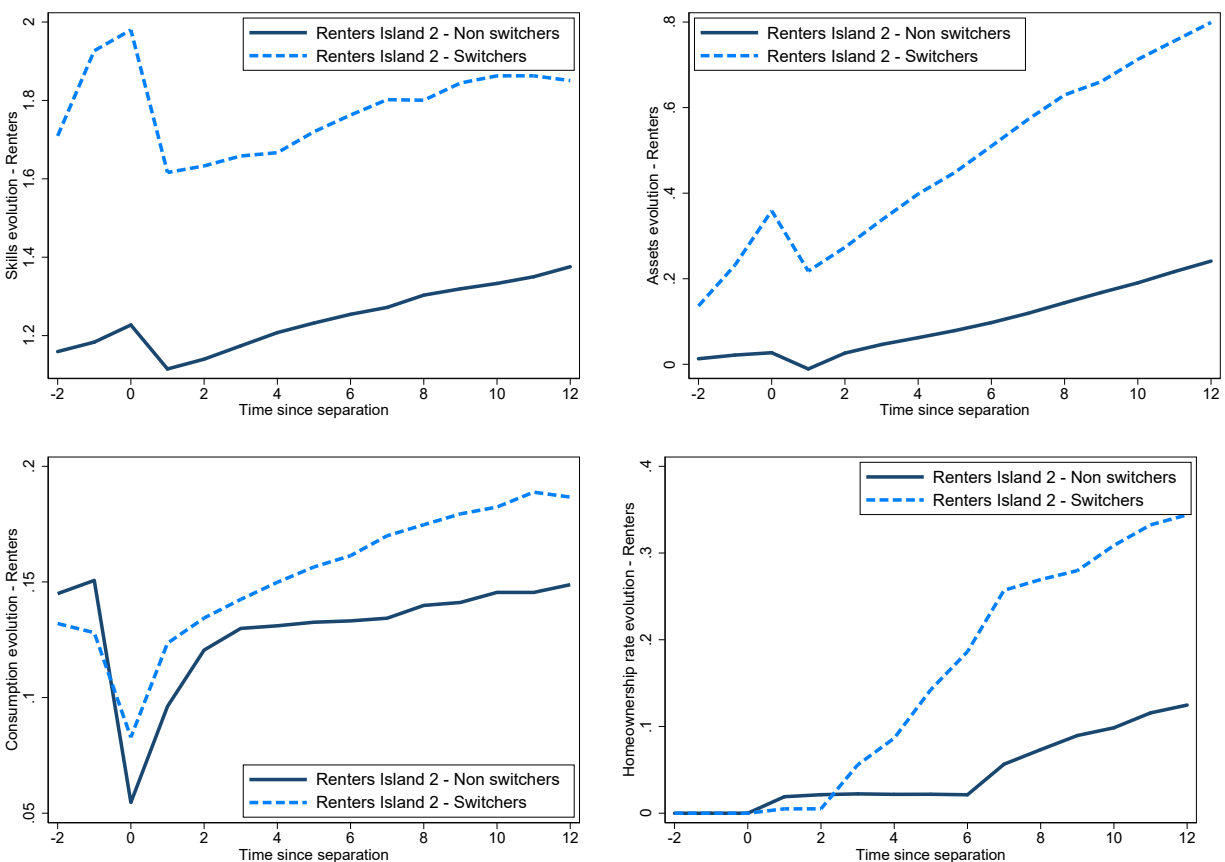 Renters Island 2 - Non switchers
Renters Island 2 - Switchers
Skills evolution - Renters
2
1.8
1.6
1.4
1.2
-2 0 2 4 6 8 10 12
Time since separation
Renters Island 2 - Non switchers
Renters Island 2 - Switchers
Assets evolution - Renters
.8
.6
.4
.2
0
-2 0 2 4 6 8 10 12
Time since separation
Consumption evolution - Renters
.2
.15
.1
.05
Renters Island 2 - Non switchers
Renters Island 2 - Switchers
-2 0 2 4 6 8 10 12
Time since separation
Renters Island 2 - Non switchers
Renters Island 2 - Switchers
Homeownership rate evolution - Renters
.4
.3
.2
.1
0
-2 0 2 4 6 8 10 12
Time since separation